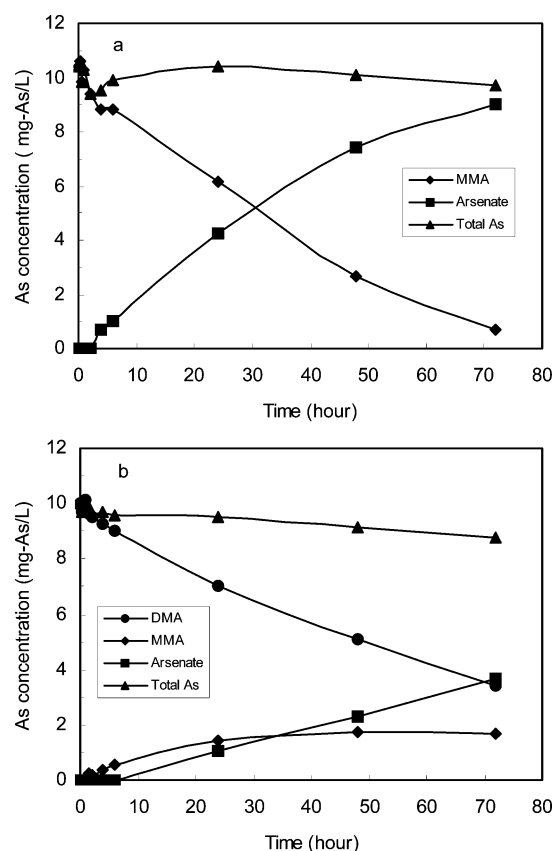 a
12
10
8
6
4
2
0
As concentration ( mg-As/L)
MMA
Arsenate
Total As
0 10 20 30 40 50 60 70 80
Time (hour)
b
12
10
8
6
4
2
0
As concentration (mg-As/L)
DMA
MMA
Arsenate
Total As
0 10 20 30 40 50 60 70 80
Time (hour)